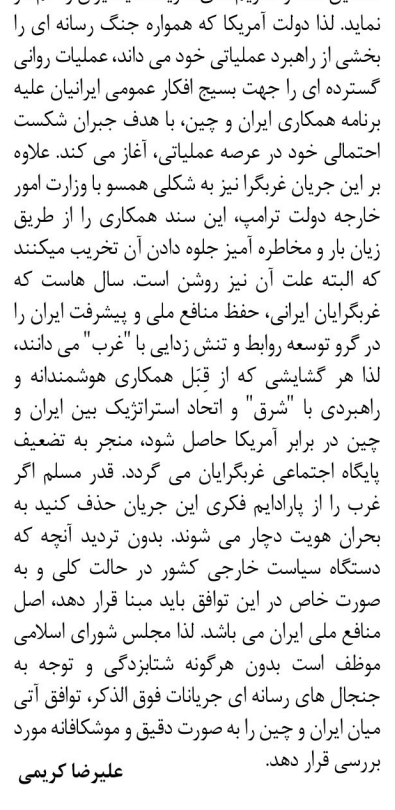 نماید. لذا دولت آمریکا که همواره جنگ رسانه ای را
بخشی از راهبرد عملیاتی خود می داند، عملیات روانی
گسترده ای را جهت بسیج افکار عمومی ایرانیان علیه
برنامه همکاری ایران و چین، با هدف جبران شکست
احتمالی خود در عرصه عملیاتی، آغاز می کند. علاوه
بر این جریان غربگرا نیز به شکلی همسو با وزارت امور
خارجه دولت ترامپ، این سند همکاری را از طریق
زیان بار و مخاطره آمیز جلوه دادن آن تخریب میکنند
که البته علت آن نیز روشن است. سال هاست که
غربگرایان ایرانی، حفظ منافع ملی و پیشرفت ایران را
در گرو توسعه روابط و تنش زدایی با "غرب" می دانند،
لذا هر گشایشی که از قِبَل همکاری هوشمندانه و
راهبردی با "شرق" و اتحاد استراتژیک بین ایران و
چین در برابر آمریکا حاصل شود، منجر به تضعیف
پایگاه اجتماعی غربگرایان می گردد. قدر مسلم اگر
غرب را از پارادایم فکری این جریان حذف کنید به
بحران هویت دچار می شوند. بدون تردید آنچه که
دستگاه سیاست خارجی کشور در حالت کلی و به
صورت خاص در این توافق باید مبنا قرار دهد، اصل
منافع ملی ایران می باشد. لذا مجلس شورای اسلامی
موظف است بدون هرگونه شتابزدگی و توجه به
جنجال های رسانه ای جریانات فوق الذکر، توافق آتی
میان ایران و چین را به صورت دقیق و موشکافانه مورد
بررسی قرار دهد.
علیرضا کریمی